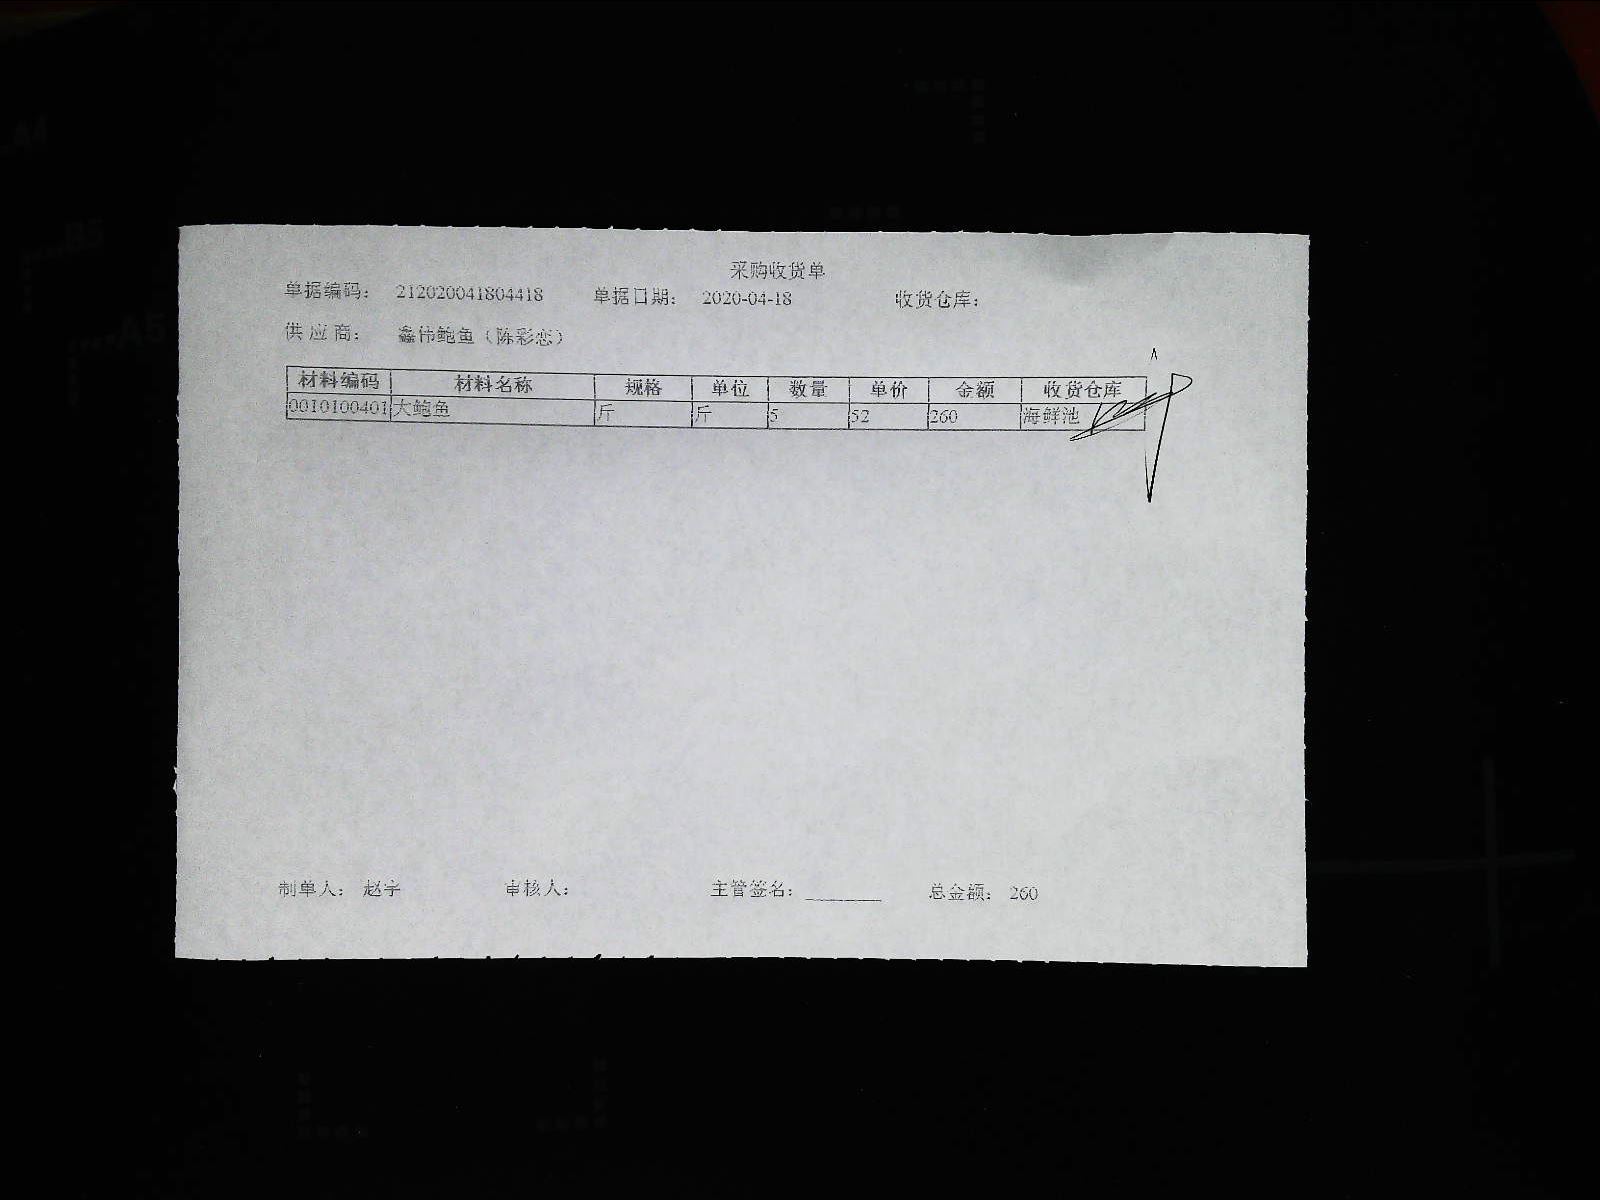 采购收货单
单据编码: 212020041804418 单据日期: 2020-04-18 收货仓库:
供应商: 鑫伟鲍鱼（陈彩恋）
材料编码 材料名称 规格 单位 数量 单价 金额 收货仓库
0010100401 大鲍鱼 斤 斤 5 52 260 海鲜池
制单人: 赵宇 审核人: 主管签名: 总金额: 260